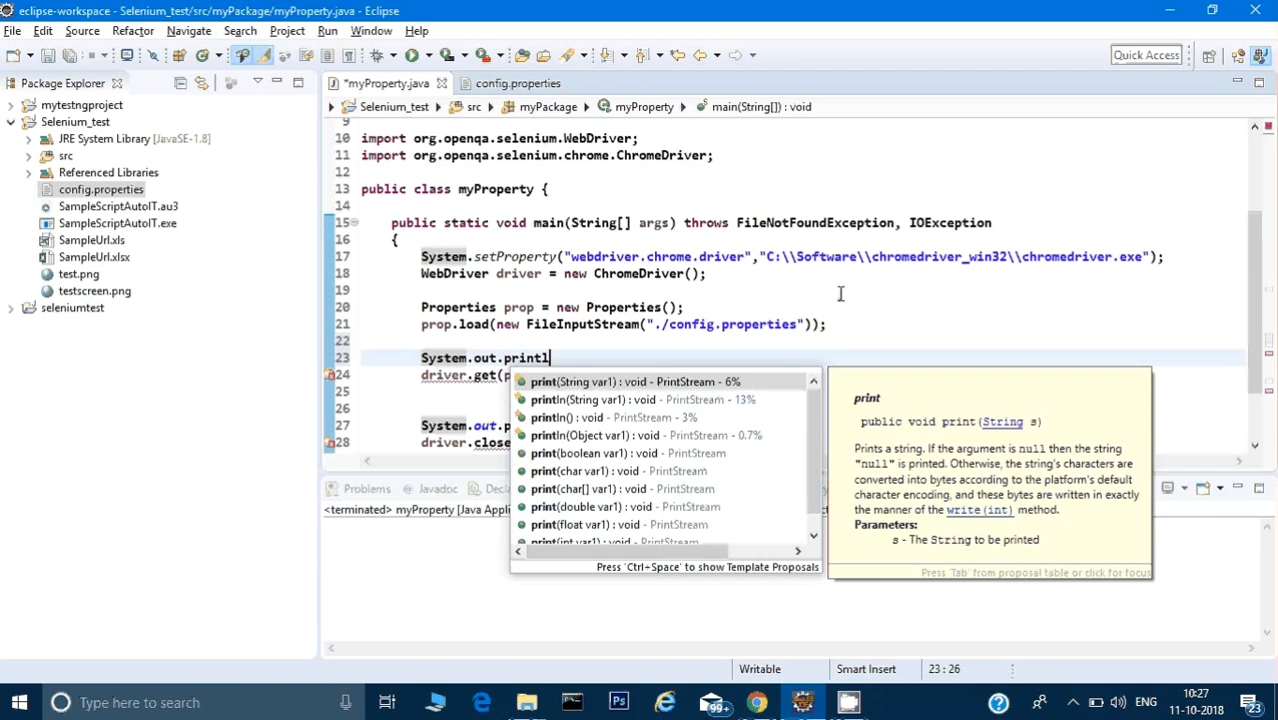 eclipse-workspace - Selenium_test/src/myPackage/myProperty.java - Eclipse
File Edit Source Refactor Navigate Search Project Run Window Help
Quick Access
Package Explorer
mytestngproject
Selenium_test
JRE System Library [JavaSE-1.8]
src
Referenced Libraries
config.properties
SampleScriptAutoIT.au3
SampleScriptAutoIT.exe
SampleUrl.xls
SampleUrl.xlsx
test.png
testscreen.png
seleniumtest
*myProperty.java config.properties
Selenium_test src myPackage myProperty main(String[]) : void
9
10 import org.openqa.selenium.WebDriver;
11 import org.openqa.selenium.chrome.ChromeDriver;
12
13 public class myProperty {
14
15 public static void main(String[] args) throws FileNotFoundException, IOException
16 {
17 System.setProperty("webdriver.chrome.driver","C:\\Software\\chromedriver_win32\\chromedriver.exe");
18 WebDriver driver = new ChromeDriver();
19
20 Properties prop = new Properties();
21 prop.load(new FileInputStream("./config.properties"));
22
23 System.out.printl
24 driver.get(p
25
26
27 System.out.p
28 driver.close
print(String var1) : void - PrintStream - 6%
println(String var1) : void - PrintStream - 13%
println() : void - PrintStream - 3%
println(Object var1) : void - PrintStream - 0.7%
print(boolean var1) : void - PrintStream
print(char var1) : void - PrintStream
print(char[] var1) : void - PrintStream
print(double var1) : void - PrintStream
print(float var1) : void - PrintStream
print(int var1) : void - PrintStream
Press 'Ctrl+Space' to show Template Proposals
print
public void print(String s)
Prints a string. If the argument is null then the string
"null" is printed. Otherwise, the string's characters are
converted into bytes according to the platform's default
character encoding, and these bytes are written in exactly
the manner of the write(int) method.
Parameters:
s - The String to be printed
Press 'Tab' from proposal table or click for focus
Problems Javadoc Decla
<terminated> myProperty [Java Appli
Writable Smart Insert 23 : 26
Type here to search
99+
ENG
10:27
11-10-2018
23